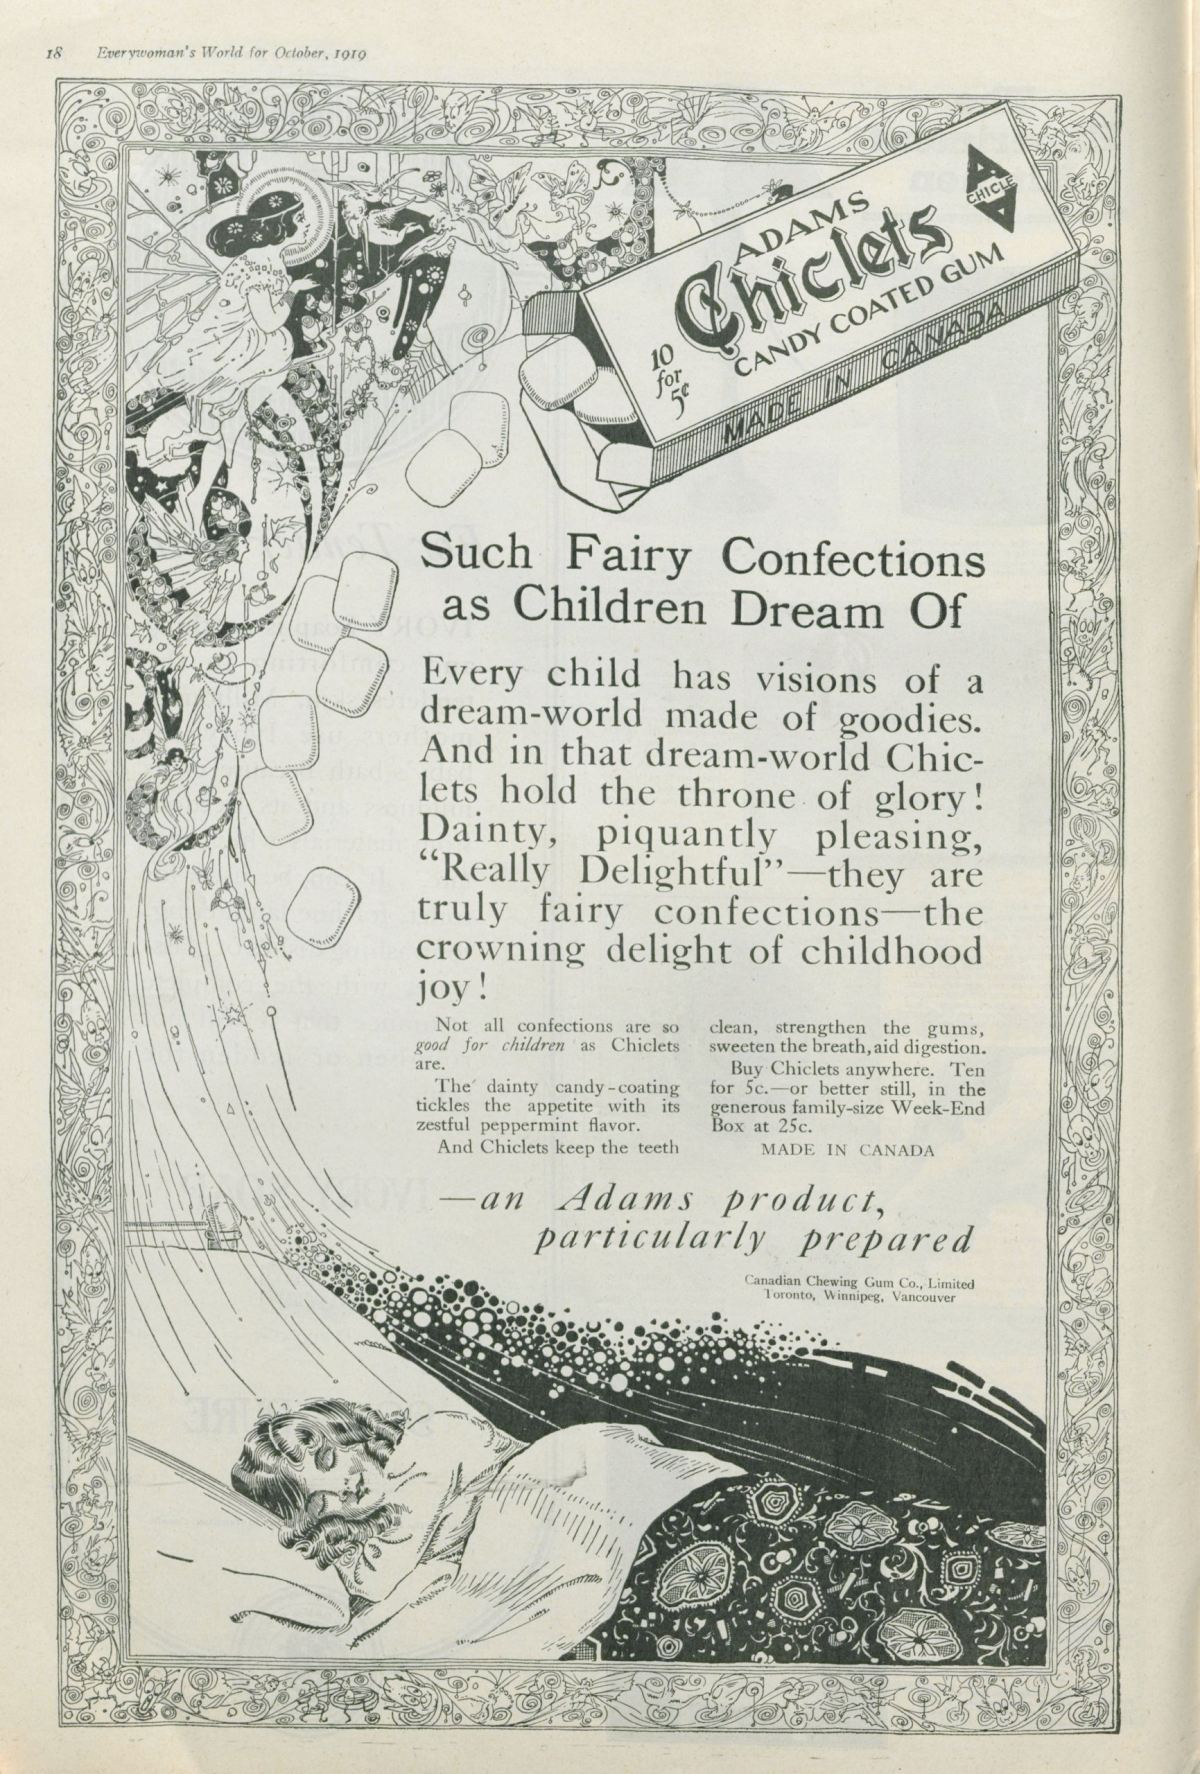 18 Everywoman's World for October, 1919
ADAMS
Chiclets
CANDY COATED GUM
10
for
5¢
CHICLE
MADE IN CANADA
Such Fairy Confections
as Children Dream Of
Every child has visions of a
dream-world made of goodies.
And in that dream-world Chic-
lets hold the throne of glory!
Dainty, piquantly pleasing,
“Really Delightful”—they are
truly fairy confections—the
crowning delight of childhood
joy!
Not all confections are so
good for children as Chiclets
are.
The dainty candy-coating
tickles the appetite with its
zestful peppermint flavor.
And Chiclets keep the teeth
clean, strengthen the gums,
sweeten the breath, aid digestion.
Buy Chiclets anywhere. Ten
for 5c.—or better still, in the
generous family-size Week-End
Box at 25c.
MADE IN CANADA
—an Adams product,
particularly prepared
Canadian Chewing Gum Co., Limited
Toronto, Winnipeg, Vancouver